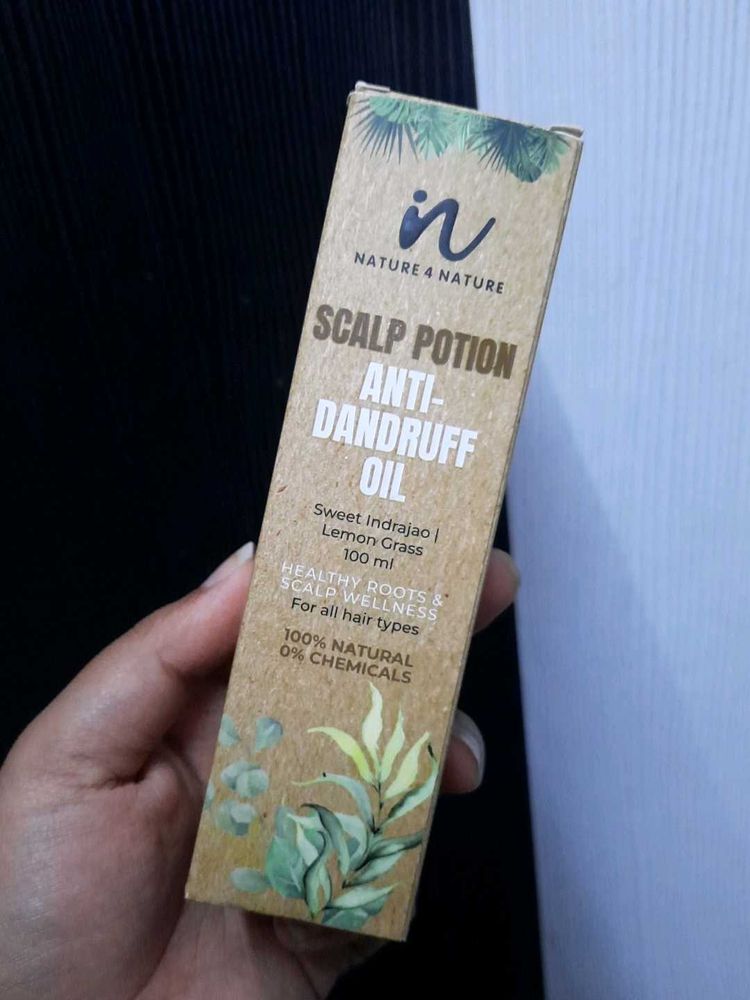 NATURE 4 NATURE
SCALP POTION
ANTI-
DANDRUFF
OIL
Sweet Indrajao |
Lemon Grass
100 ml
HEALTHY ROOTS &
SCALP WELLNESS
For all hair types
100% NATURAL
0% CHEMICALS